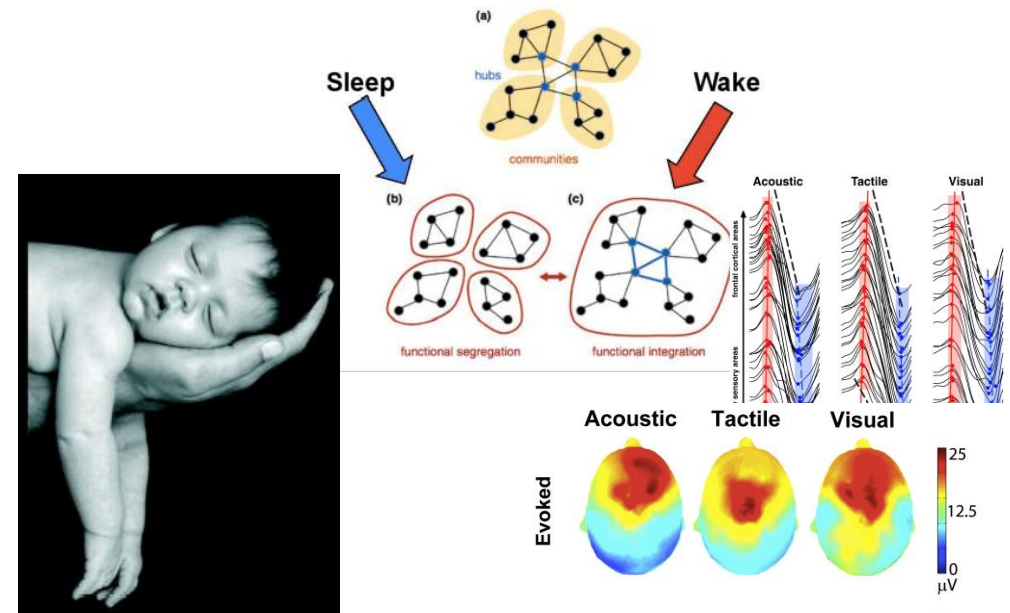 (a)
Sleep
hubs
Wake
communities
(b)
(c)
functional segregation
functional integration
Acoustic Tactile Visual
frontal cortical areas
sensory areas
Acoustic Tactile Visual
Evoked
25
12.5
0
μV